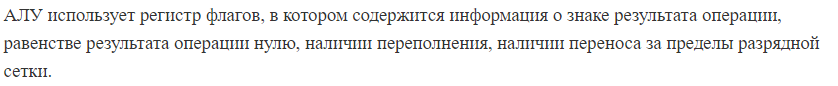 АЛУ использует регистр флагов, в котором содержится информация о знаке результата операции,
равенстве результата операции нулю, наличии переполнения, наличии переноса за пределы разрядной
сетки.